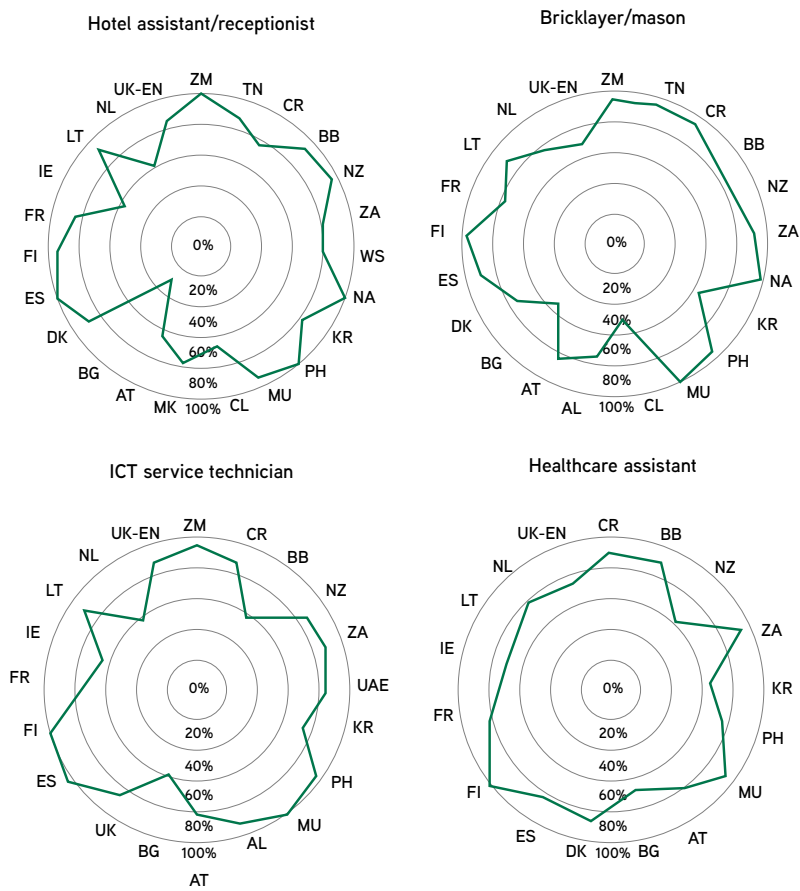 Hotel assistant/receptionist
ZM
TN
CR
BB
NZ
ZA
WS
NA
KR
PH
MU
CL
MK
AT
BG
DK
ES
FI
FR
IE
LT
NL
UK-EN
0%
20%
40%
60%
80%
100%
Bricklayer/mason
ZM
TN
CR
BB
NZ
ZA
NA
KR
PH
MU
CL
AL
AT
BG
DK
ES
FI
FR
LT
NL
UK-EN
0%
20%
40%
60%
80%
100%
ICT service technician
ZM
CR
BB
NZ
ZA
UAE
KR
PH
MU
AL
AT
BG
UK
ES
FI
FR
IE
LT
NL
UK-EN
0%
20%
40%
60%
80%
100%
Healthcare assistant
CR
BB
NZ
ZA
KR
PH
MU
AT
BG
DK
ES
FI
FR
IE
LT
NL
UK-EN
0%
20%
40%
60%
80%
100%